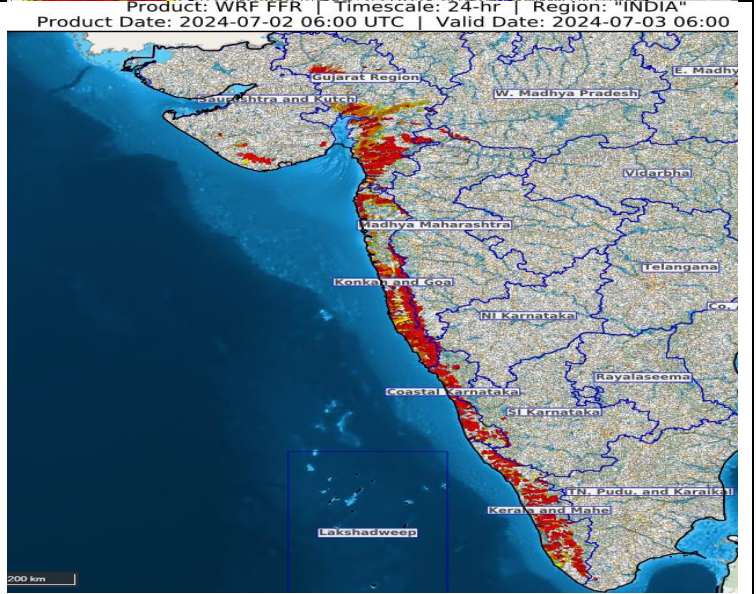 Product: WRF FFR | Timescale: 24-hr | Region: "INDIA"
Product Date: 2024-07-02 06:00 UTC | Valid Date: 2024-07-03 06:00
Gujarat Region
E. Madhy
W. Madhya Pradesh
Saurashtra and Kutch
Vidarbha
Madhya Maharashtra
Telangana
Konkan and Goa
Co.
NI Karnataka
Rayalaseema
Coastal Karnataka
SI Karnataka
TN. Pudu. and Karaikal
Kerala and Mahe
Lakshadweep
200 km